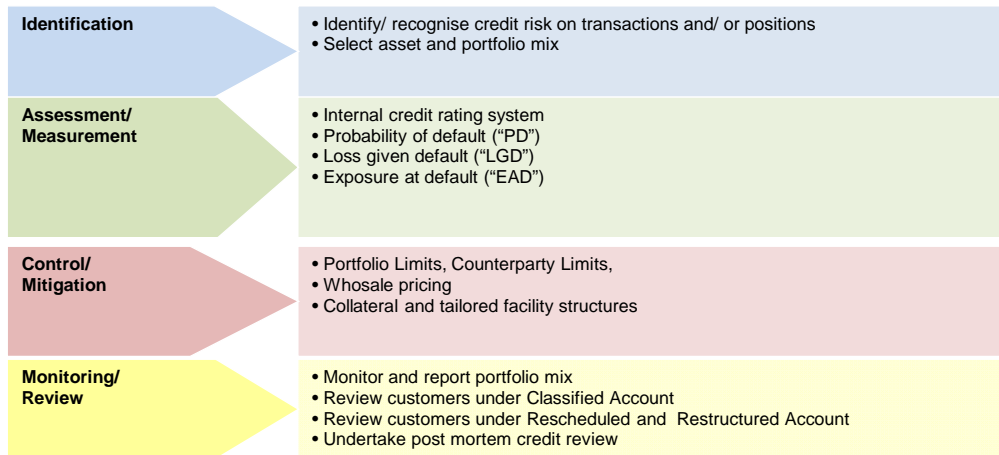 Identification
• Identify/ recognise credit risk on transactions and/ or positions
• Select asset and portfolio mix
Assessment/
Measurement
• Internal credit rating system
• Probability of default (“PD”)
• Loss given default (“LGD”)
• Exposure at default (“EAD”)
Control/
Mitigation
• Portfolio Limits, Counterparty Limits,
• Whosale pricing
• Collateral and tailored facility structures
Monitoring/
Review
• Monitor and report portfolio mix
• Review customers under Classified Account
• Review customers under Rescheduled and Restructured Account
• Undertake post mortem credit review